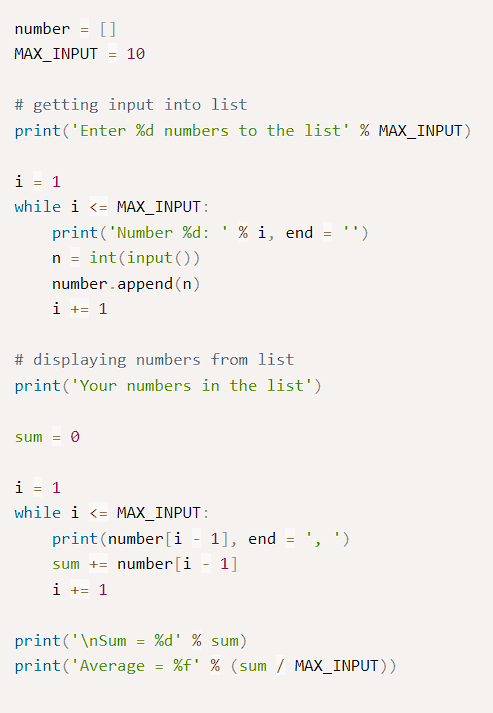 number = []
MAX_INPUT = 10

# getting input into list
print('Enter %d numbers to the list' % MAX_INPUT)

i = 1
while i <= MAX_INPUT:
    print('Number %d: ' % i, end = '')
    n = int(input())
    number.append(n)
    i += 1

# displaying numbers from list
print('Your numbers in the list')

sum = 0

i = 1
while i <= MAX_INPUT:
    print(number[i - 1], end = ', ')
    sum += number[i - 1]
    i += 1

print('\nSum = %d' % sum)
print('Average = %f' % (sum / MAX_INPUT))